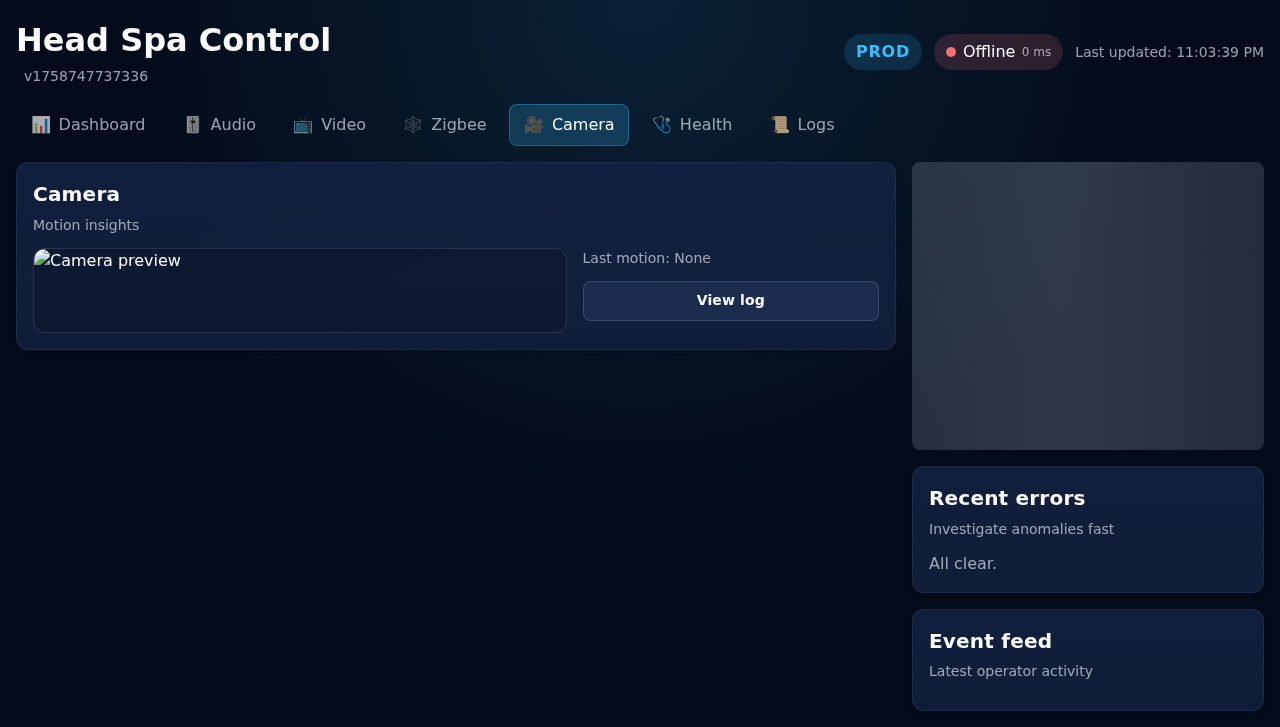 Head Spa Control
v1758747737336
PROD
Offline 0 ms
Last updated: 11:03:39 PM
Dashboard
Audio
Video
Zigbee
Camera
Health
Logs
Camera
Motion insights
Camera preview
Last motion: None
View log
Recent errors
Investigate anomalies fast
All clear.
Event feed
Latest operator activity